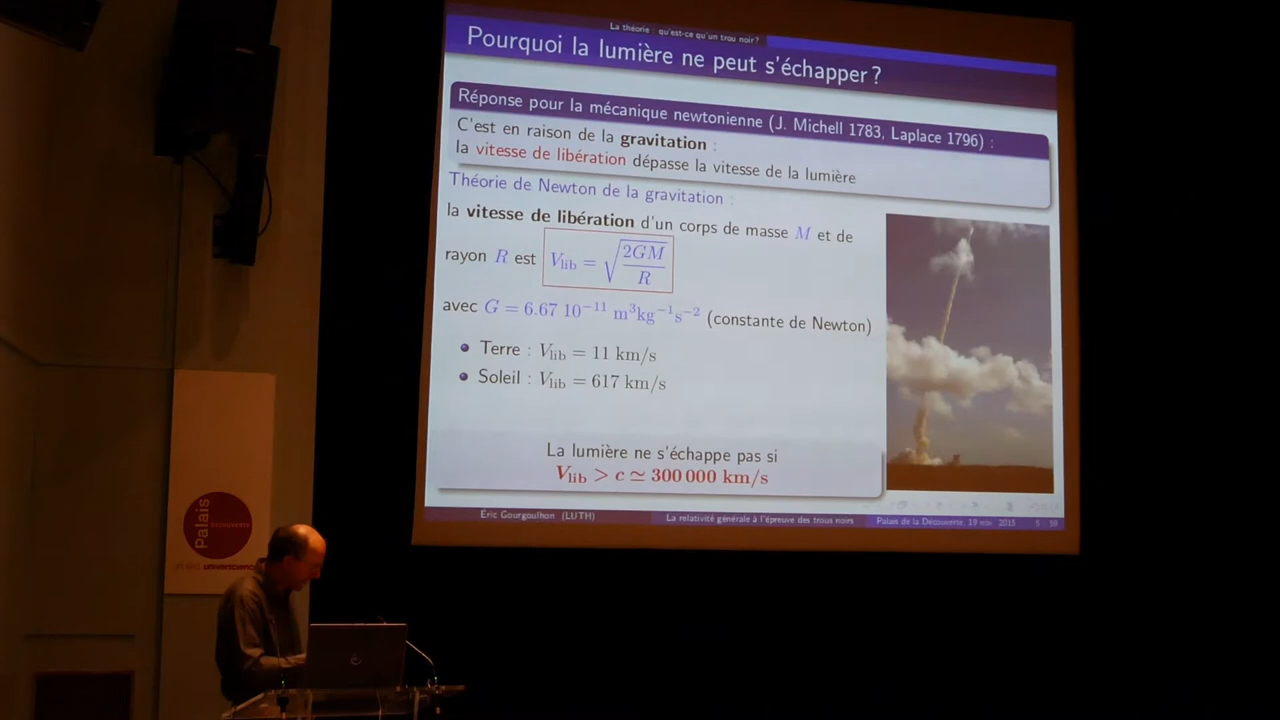 La théorie : qu'est-ce qu'un trou noir?
Pourquoi la lumière ne peut s'échapper?
Réponse pour la mécanique newtonienne (J. Michell 1783, Laplace 1796) :
C'est en raison de la gravitation :
la vitesse de libération dépasse la vitesse de la lumière
Théorie de Newton de la gravitation :
la vitesse de libération d'un corps de masse M et de
rayon R est V_lib = √(2GM/R)
avec G = 6.67 10⁻¹¹ m³kg⁻¹s⁻² (constante de Newton)
Terre : V_lib = 11 km/s
Soleil : V_lib = 617 km/s
La lumière ne s'échappe pas si
V_lib > c ≃ 300 000 km/s
Éric Gourgoulhon (LUTH) La relativité générale à l'épreuve des trous noirs Palais de la Découverte, 19 nov. 2015 5 / 59
Palais
DÉCOUVERTE
universcience